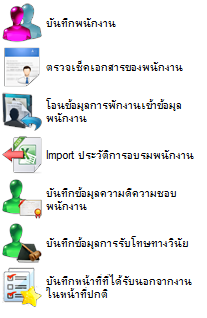 บันทึกพนักงาน
ตรวจเช็คเอกสารของพนักงาน
โอนข้อมูลการพักงานเข้าข้อมูล
พนักงาน
Import ประวัติการอบรมพนักงาน
บันทึกข้อมูลความดีความชอบ
พนักงาน
บันทึกข้อมูลการรับโทษทางวินัย
บันทึกหน้าที่ที่ได้รับนอกจากงาน
ในหน้าที่ปกติ